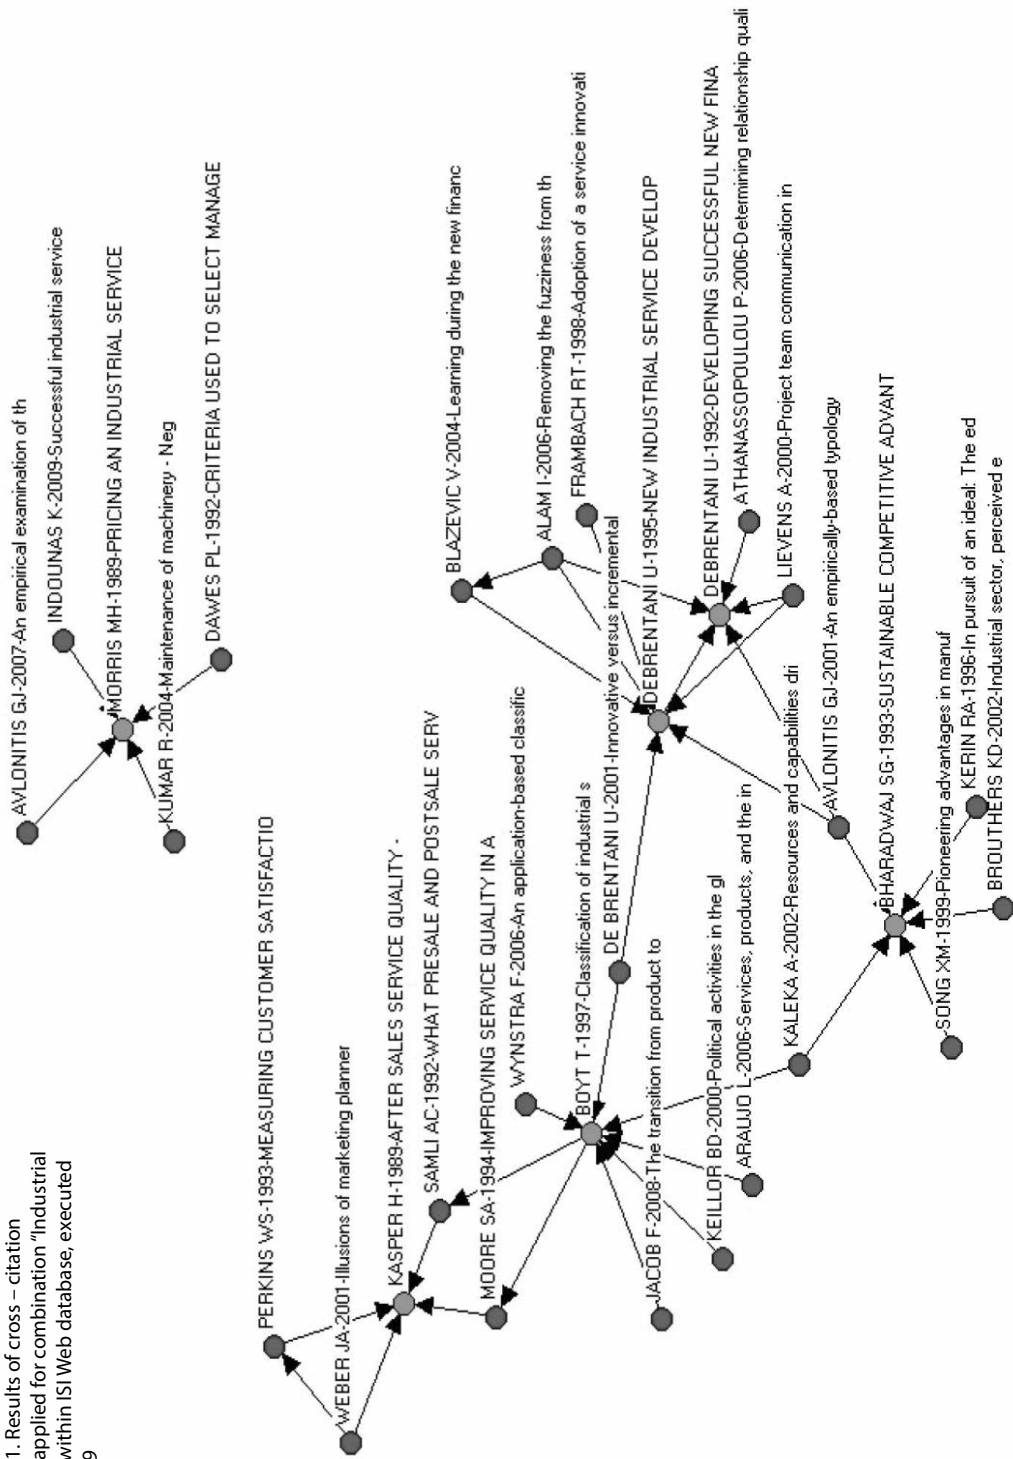 1. Results of cross – citation
applied for combination "Industrial
within ISI Web database, executed
9
AVLONITIS GJ-2007-An empirical examination of th
INDOUNAS K-2009-Successful industrial service
MORRIS MH-1989-PRICING AN INDUSTRIAL SERVICE
KUMAR R-2004-Maintenance of machinery - Neg
DAWES PL-1992-CRITERIA USED TO SELECT MANAGE
PERKINS WS-1993-MEASURING CUSTOMER SATISFACTIO
WEBER JA-2001-Illusions of marketing planner
KASPER H-1989-AFTER SALES SERVICE QUALITY -
SAMLI AC-1992-WHAT PRESALE AND POSTSALE SERV
MOORE SA-1994-IMPROVING SERVICE QUALITY IN A
WYNSTRA F-2006-An application-based classific
BOYT T-1997-Classification of industrial s
DE BRENTANI U-2001-Innovative versus incremental
JACOB F-2008-The transition from product to
KEILLOR BD-2000-Political activities in the gl
ARAUJO L-2006-Services, products, and the in
KALEKA A-2002-Resources and capabilities dri
BLAZEVIC V-2004-Learning during the new financ
ALAM I-2006-Removing the fuzziness from th
FRAMBACH RT-1998-Adoption of a service innovati
DEBRENTANI U-1995-NEW INDUSTRIAL SERVICE DEVELOP
DEBRENTANI U-1992-DEVELOPING SUCCESSFUL NEW FINA
ATHANASSOPOULOU P-2006-Determining relationship quali
LIEVENS A-2000-Project team communication in
AVLONITIS GJ-2001-An empirically-based typology
BHARADWAJ SG-1993-SUSTAINABLE COMPETITIVE ADVANT
SONG XM-1999-Pioneering advantages in manuf
KERIN RA-1996-In pursuit of an ideal: The ed
BROUTHERS KD-2002-Industrial sector, perceived e